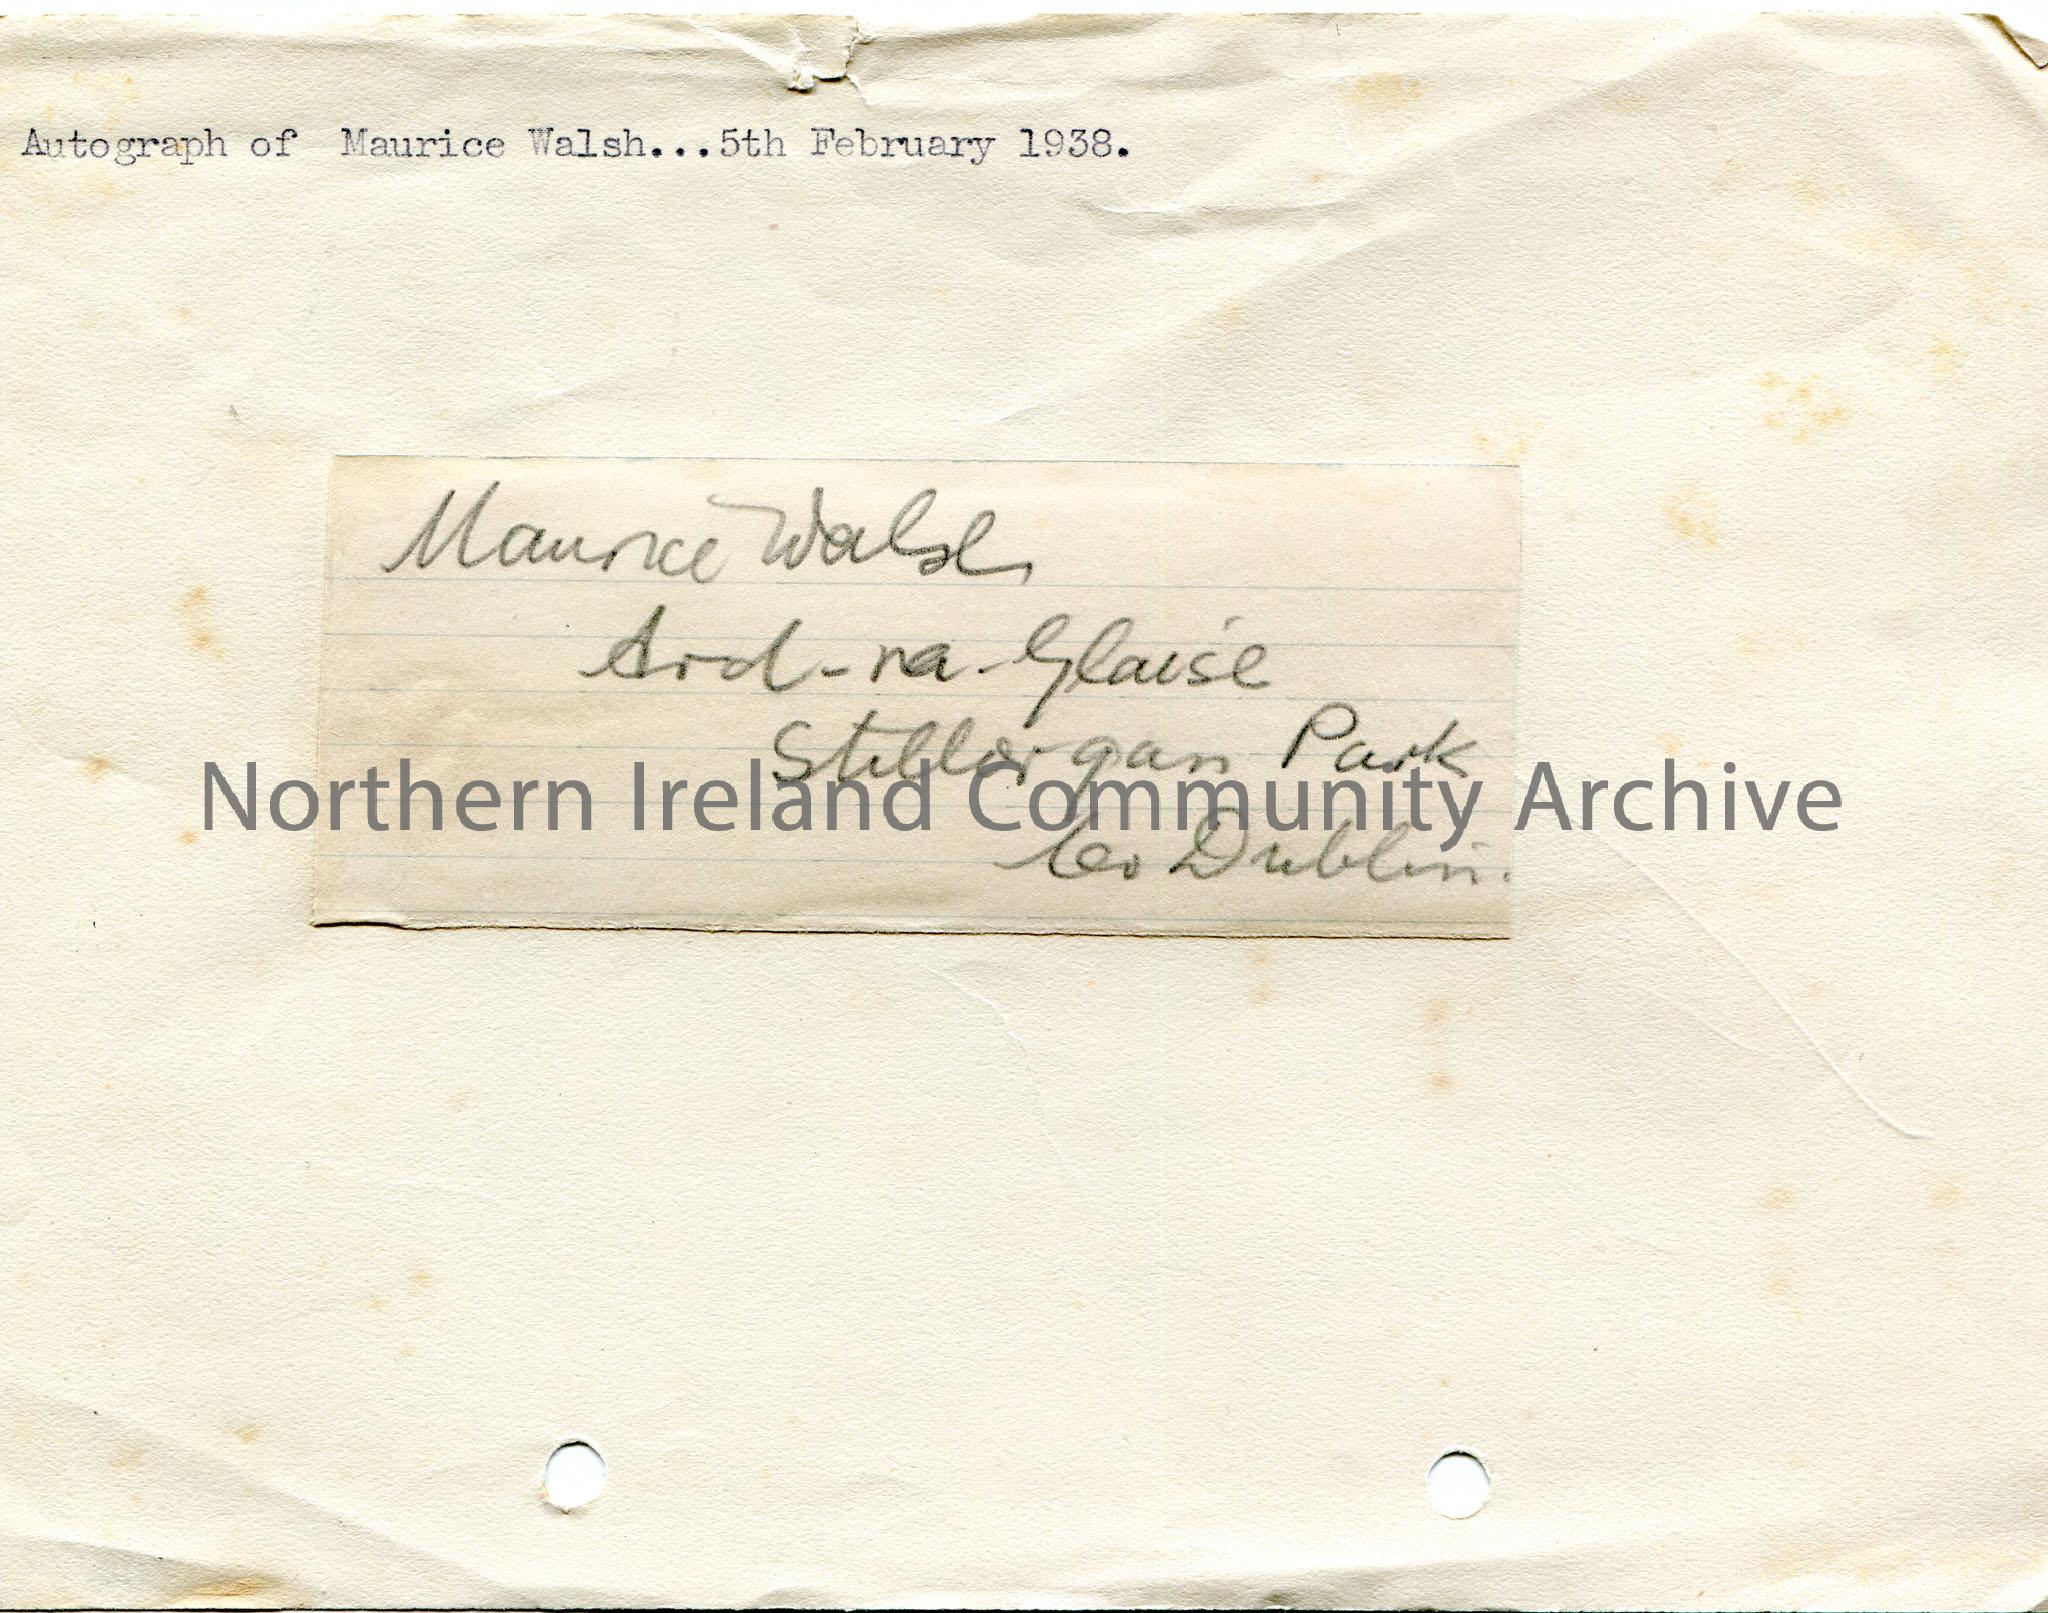 Autograph of Maurice Walsh...5th February 1938.
Maurice Walsh
Ard-na-Glaise
Stillorgan Park
Co Dublin.
Northern Ireland Community Archive